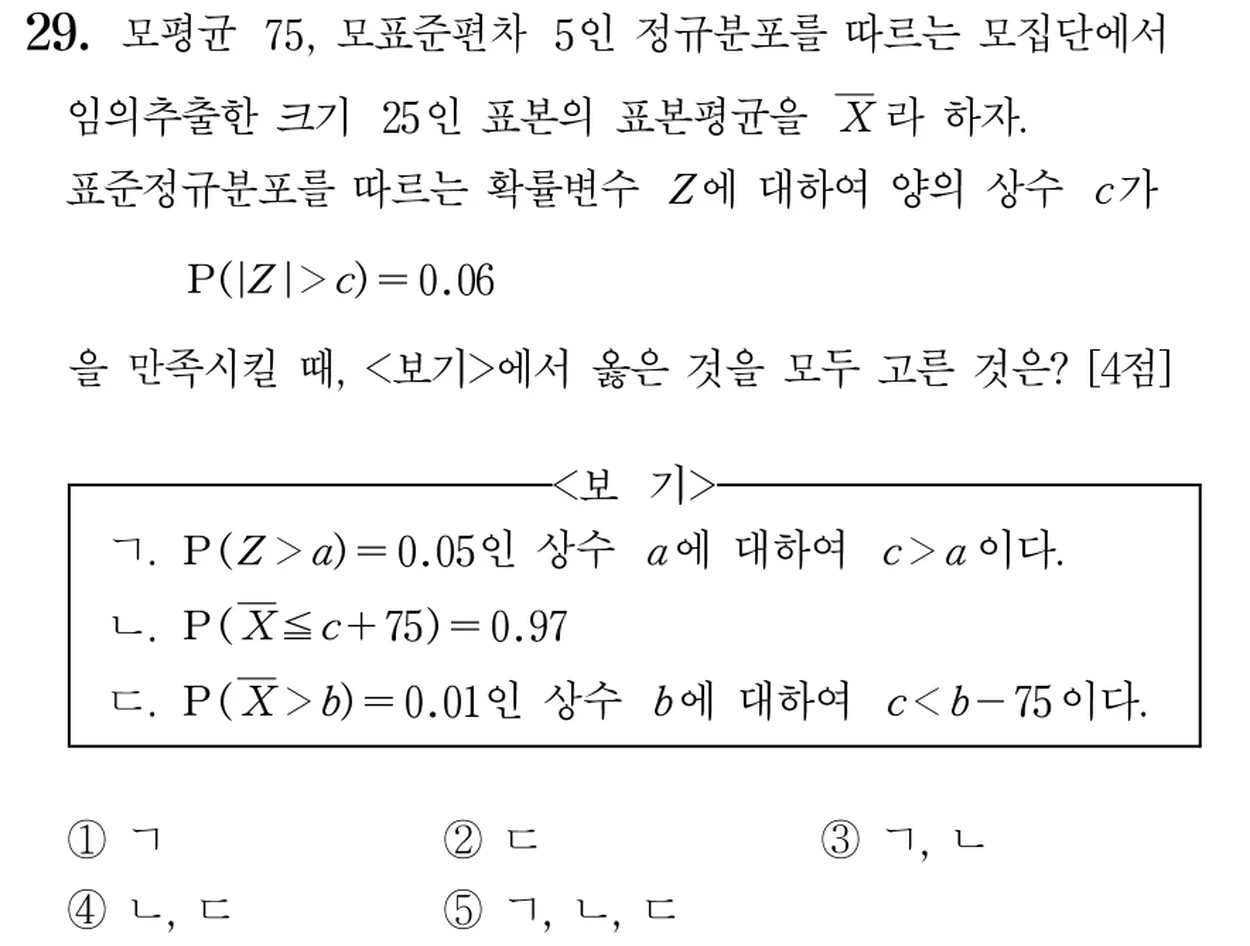 29. 모평균 75, 모표준편차 5인 정규분포를 따르는 모집단에서
임의추출한 크기 25인 표본의 표본평균을 X̅라 하자.
표준정규분포를 따르는 확률변수 Z에 대하여 양의 상수 c가
P(|Z|>c)=0.06
을 만족시킬 때, <보기>에서 옳은 것을 모두 고른 것은? [4점]
<보 기>
ㄱ. P(Z>a)=0.05인 상수 a에 대하여 c>a이다.
ㄴ. P(X̅≦c+75)=0.97
ㄷ. P(X̅>b)=0.01인 상수 b에 대하여 c<b-75이다.
① ㄱ ② ㄷ ③ ㄱ, ㄴ
④ ㄴ, ㄷ ⑤ ㄱ, ㄴ, ㄷ